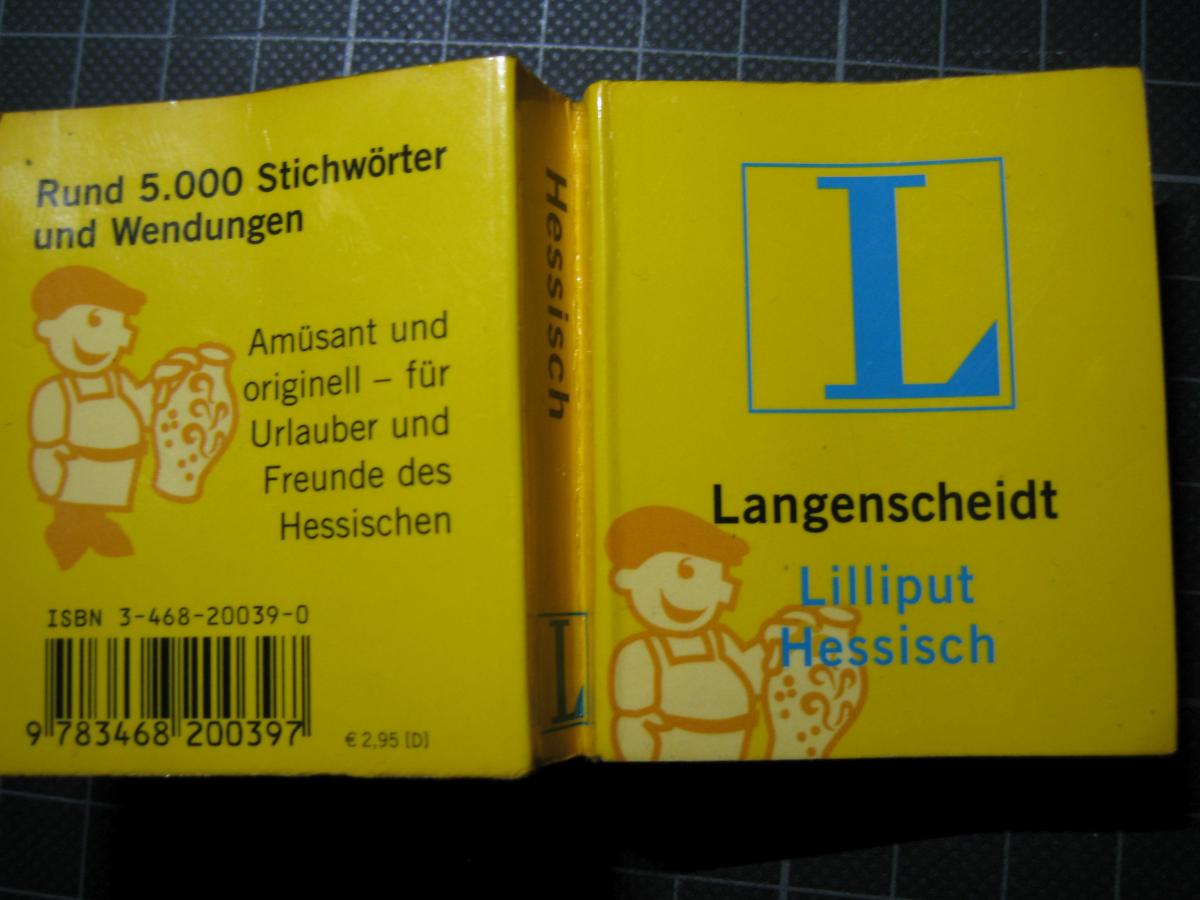 Rund 5.000 Stichwörter
und Wendungen
Amüsant und
originell – für
Urlauber und
Freunde des
Hessischen
ISBN 3-468-20039-0
9 783468 200397
€ 2,95 [D]
Hessisch
L
L
Langenscheidt
Lilliput
Hessisch